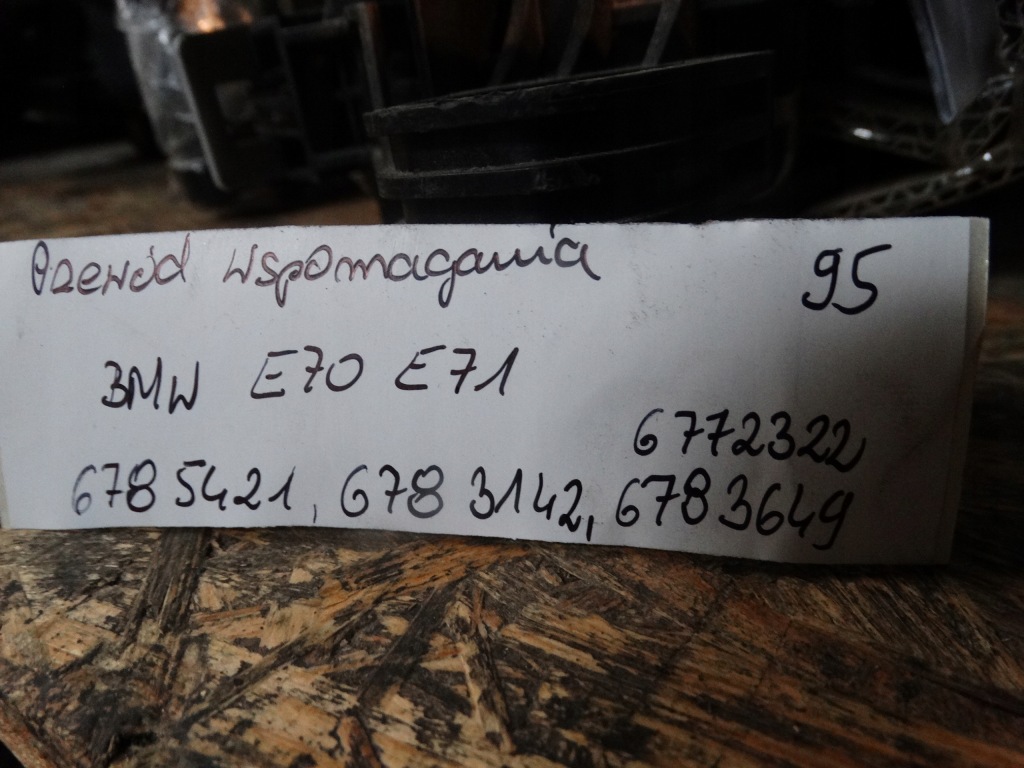 Przewód wspomagania 95
BMW E70 E71
6772322
6785421, 6783142, 6783649